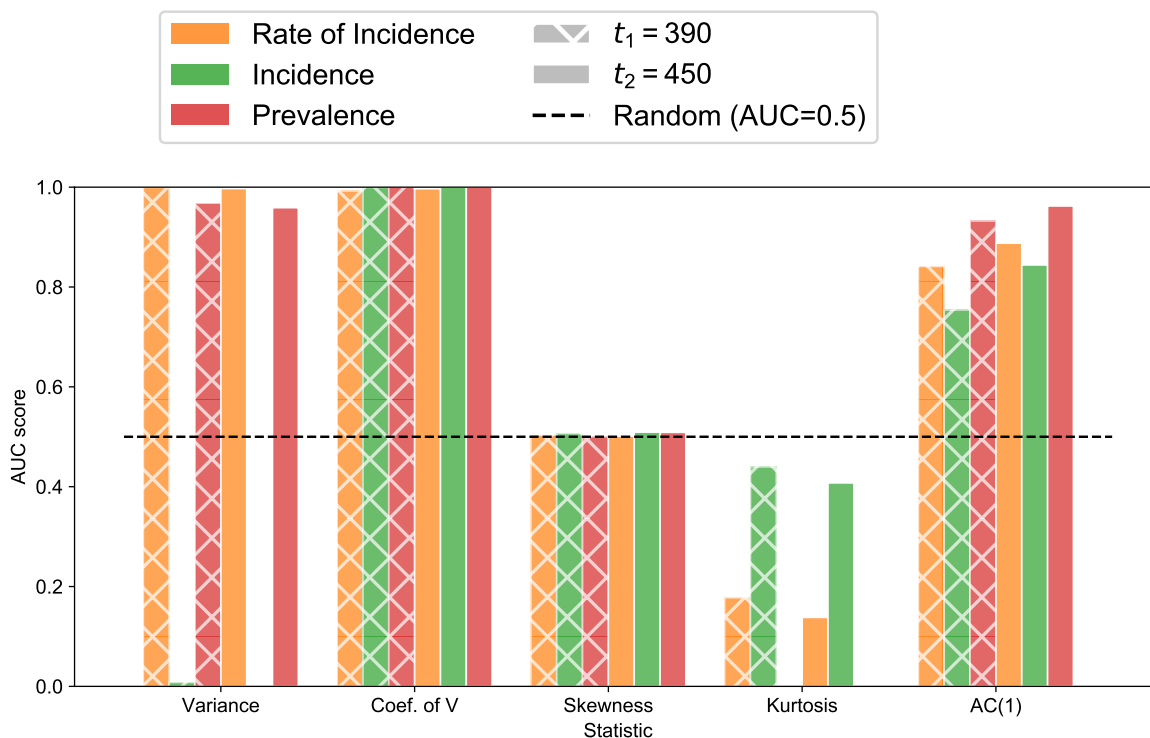 Rate of Incidence
Incidence
Prevalence
t₁ = 390
t₂ = 450
Random (AUC=0.5)
1.0
0.8
0.6
0.4
0.2
0.0
AUC score
Variance
Coef. of V
Skewness
Kurtosis
AC(1)
Statistic